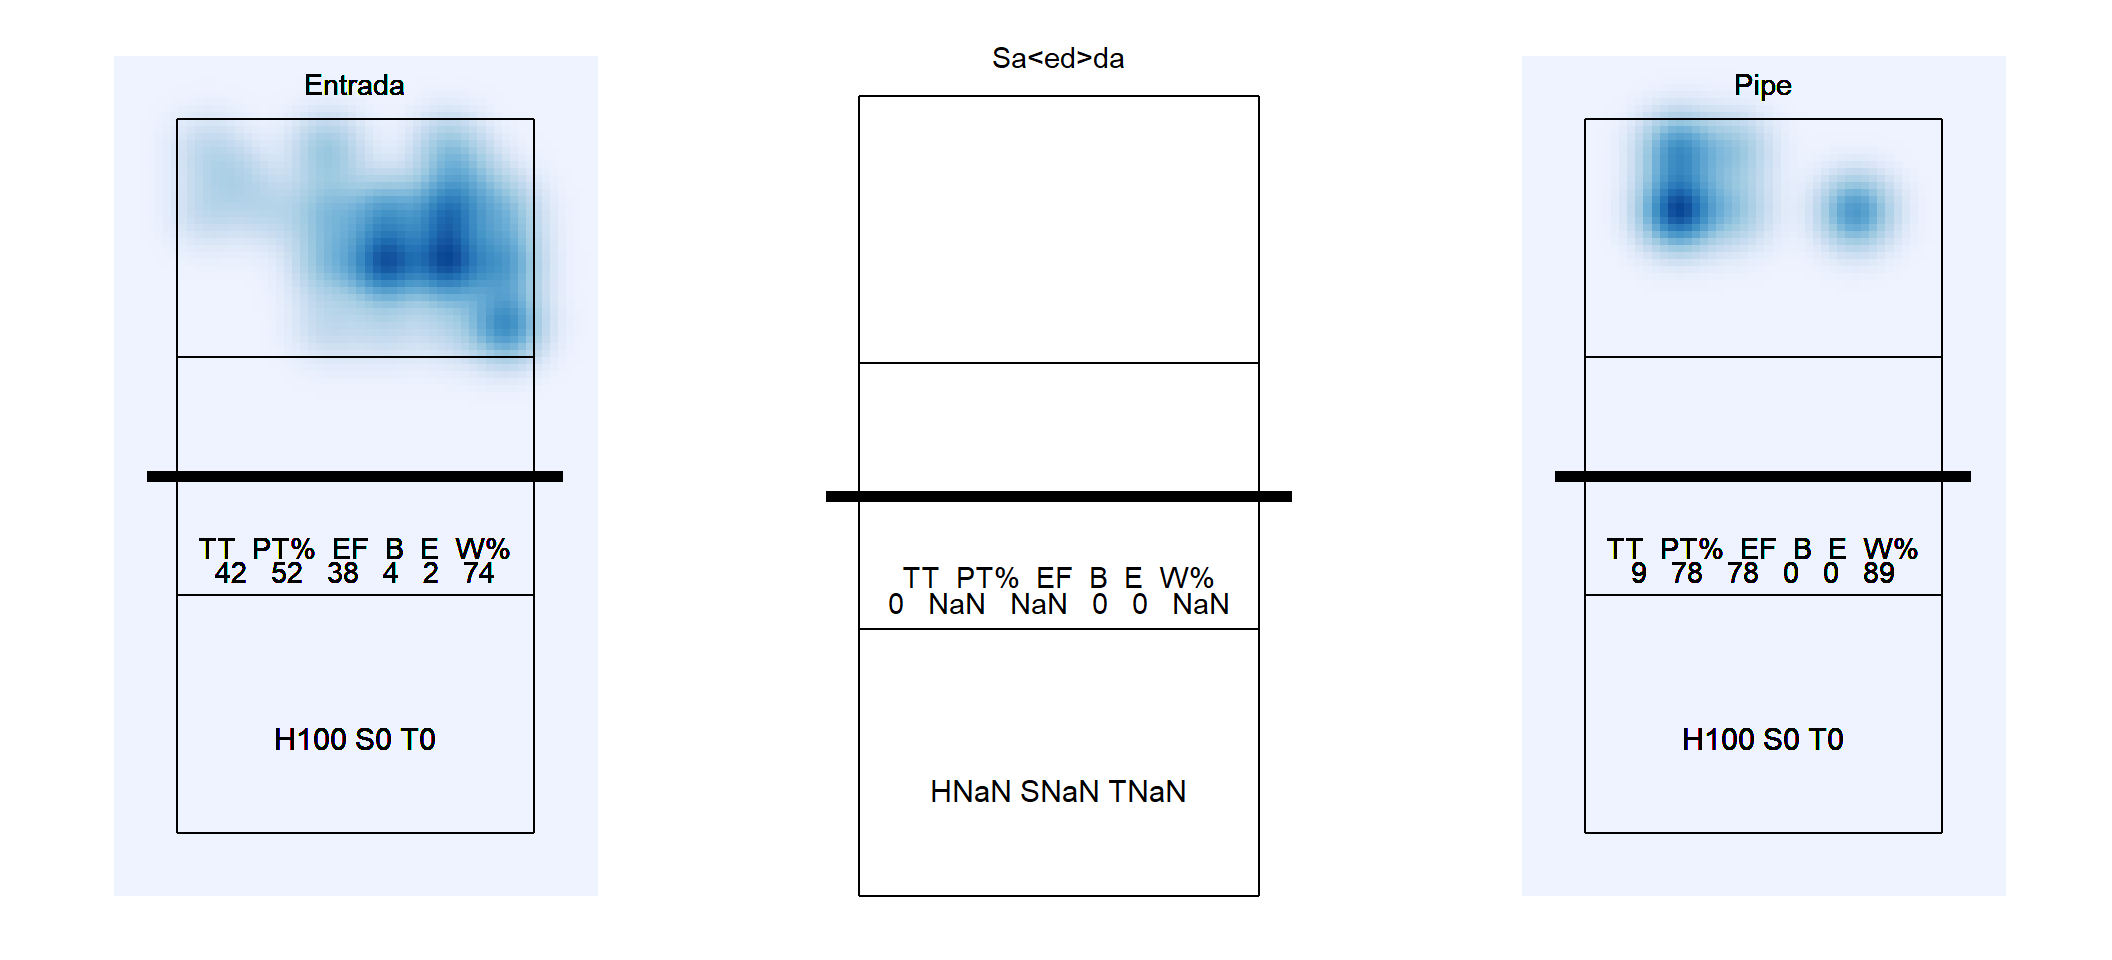 Entrada
TT PT% EF B E W%
42 52 38 4 2 74
H100 S0 T0
Sa<ed>da
TT PT% EF B E W%
0 NaN NaN 0 0 NaN
HNaN SNaN TNaN
Pipe
TT PT% EF B E W%
9 78 78 0 0 89
H100 S0 T0